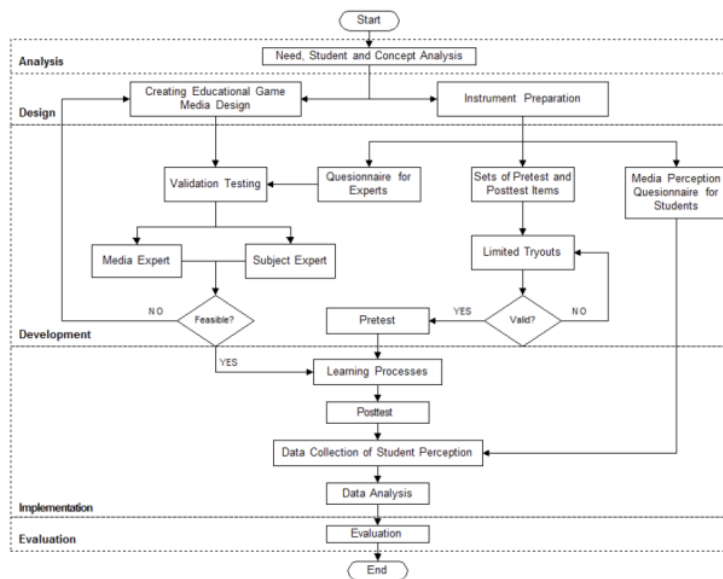 Start
Need, Student and Concept Analysis
Analysis
Creating Educational Game
Media Design
Instrument Preparation
Design
Validation Testing
Quesionnaire for
Experts
Sets of Pretest and
Posttest Items
Media Perception
Quesionnaire for
Students
Media Expert
Subject Expert
Limited Tryouts
NO
Feasible?
Pretest
YES
Valid?
NO
Development
YES
Learning Processes
Posttest
Data Collection of Student Perception
Data Analysis
Implementation
Evaluation
Evaluation
End